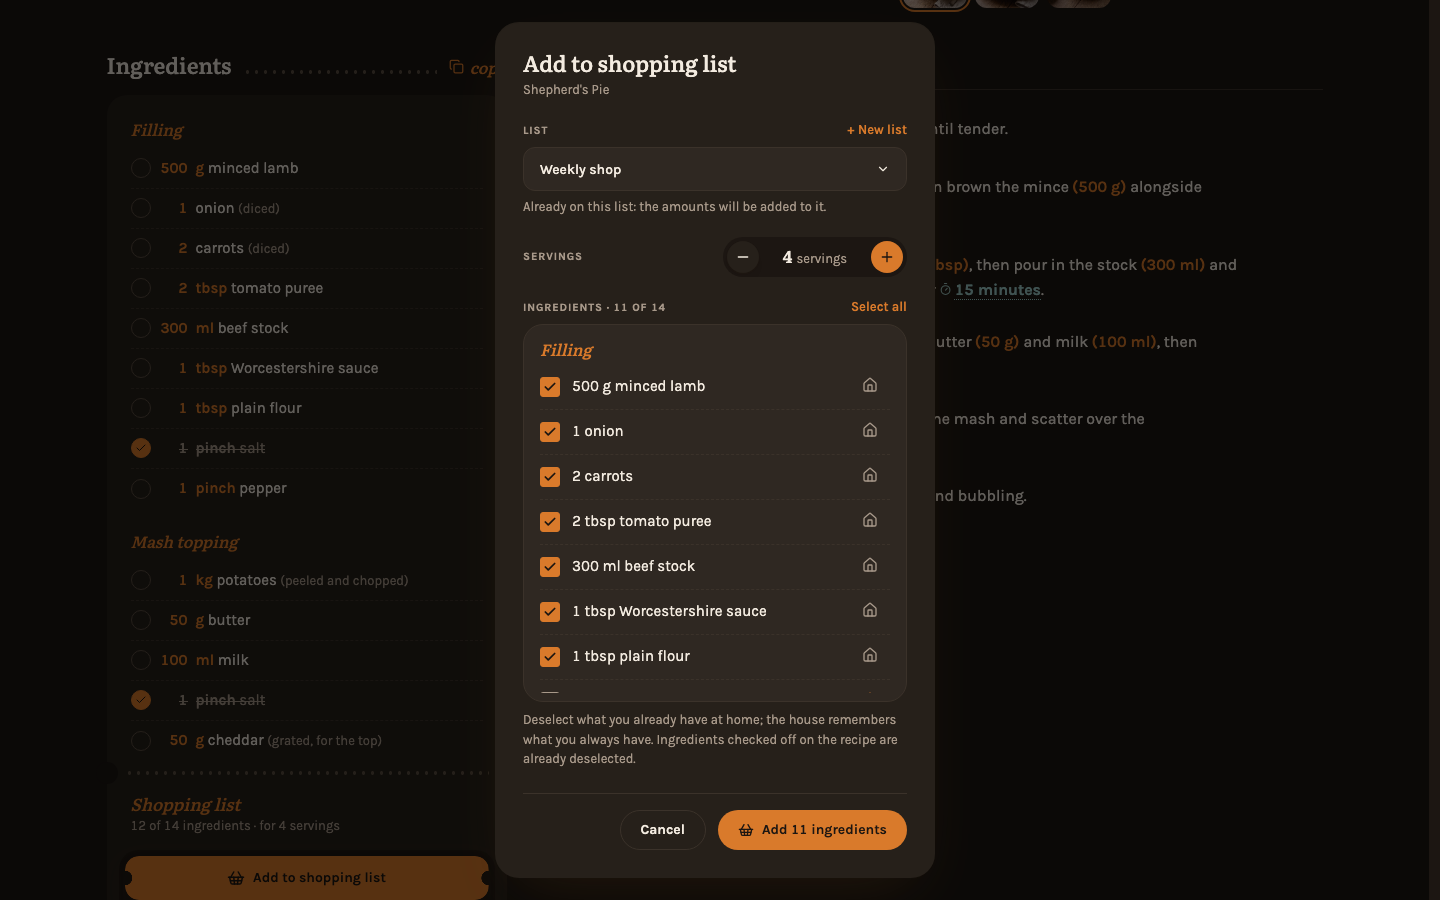 Ingredients
Filling
500 g minced lamb
1 onion (diced)
2 carrots (diced)
2 tbsp tomato puree
300 ml beef stock
1 tbsp Worcestershire sauce
1 tbsp plain flour
1 pinch salt
1 pinch pepper
Mash topping
1 kg potatoes (peeled and chopped)
50 g butter
100 ml milk
1 pinch salt
50 g cheddar (grated, for the top)
Shopping list
12 of 14 ingredients · for 4 servings
Add to shopping list
Add to shopping list
Shepherd's Pie
LIST
+ New list
Weekly shop
Already on this list: the amounts will be added to it.
SERVINGS
4 servings
INGREDIENTS · 11 OF 14
Select all
Filling
500 g minced lamb
1 onion
2 carrots
2 tbsp tomato puree
300 ml beef stock
1 tbsp Worcestershire sauce
1 tbsp plain flour
Deselect what you already have at home; the house remembers
what you always have. Ingredients checked off on the recipe are
already deselected.
Cancel
Add 11 ingredients
tender.
brown the mince (500 g) alongside
then pour in the stock (300 ml) and
15 minutes.
(50 g) and milk (100 ml), then
mash and scatter over the
bubbling.